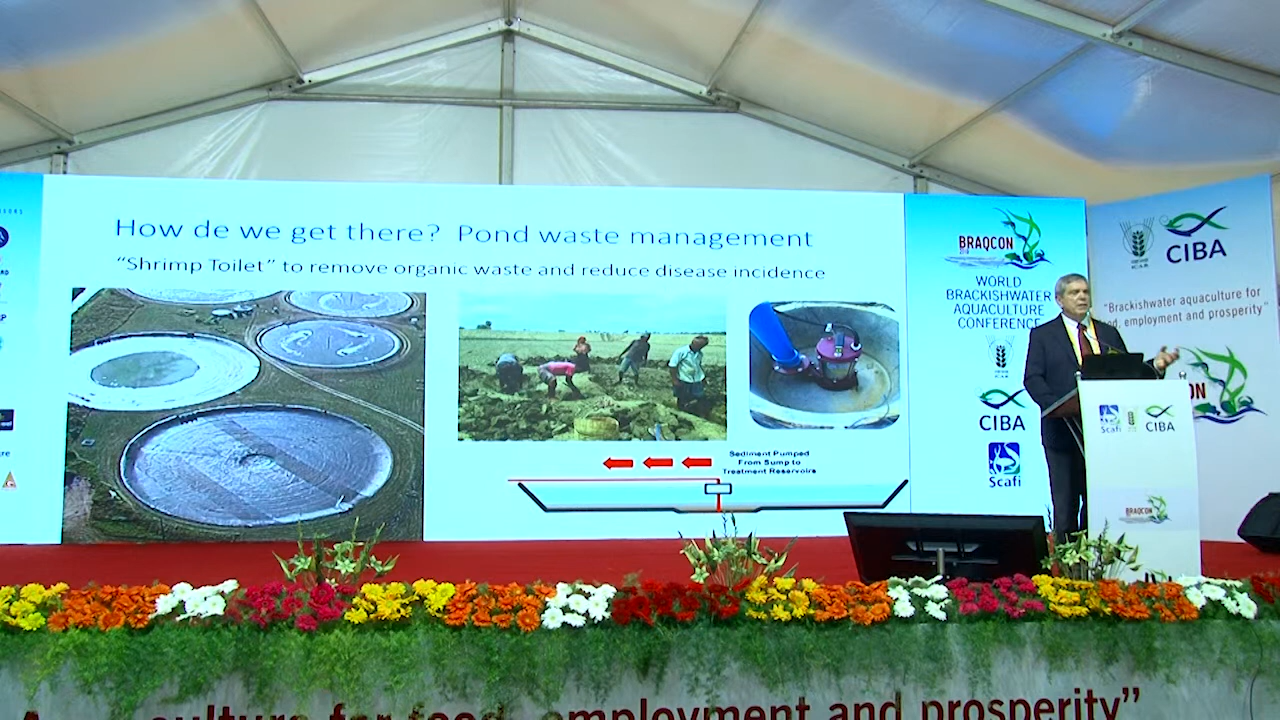 How de we get there? Pond waste management
"Shrimp Toilet" to remove organic waste and reduce disease incidence
Sediment Pumped
From Sump to
Treatment Reservoirs
BRAQCON
WORLD
BRACKISHWATER
AQUACULTURE
CONFERENCE
CIBA
Scafi
CIBA
"Brackishwater aquaculture for
employment and prosperity"
Scafi
CIBA
BRAQCON
culture for food, employment and prosperity"